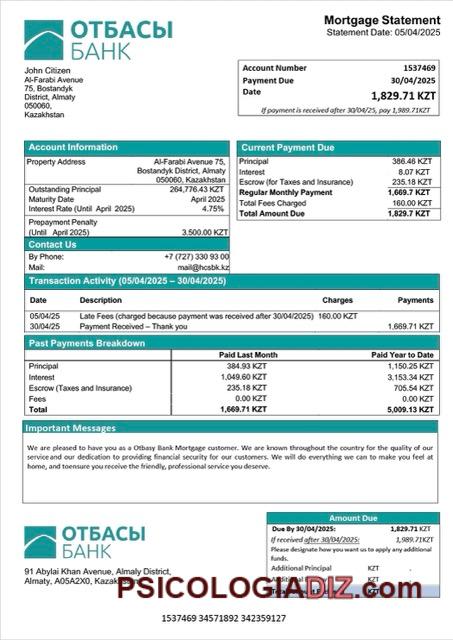 ОТБАСЫ
БАНК
Mortgage Statement
Statement Date: 05/04/2025
John Citizen
Al-Farabi Avenue
75, Bostandyk
District, Almaty
050060,
Kazakhstan
Account Number 1537469
Payment Due 30/04/2025
Date 1,829.71 KZT
If payment is received after 30/04/25, pay 1,989.71KZT
Account Information
Property Address Al-Farabi Avenue 75,
Bostandyk District, Almaty
050060, Kazakhstan
Outstanding Principal 264,776.43 KZT
Maturity Date April 2025
Interest Rate (Until April 2025) 4.75%
Prepayment Penalty
(Until April 2025) 3.500.00 KZT
Contact Us
By Phone: +7 (727) 330 93 00
Mail: mail@hcsbk.kz
Current Payment Due
Principal 386.46 KZT
Interest 8.07 KZT
Escrow (for Taxes and Insurance) 235.18 KZT
Regular Monthly Payment 1,669.7 KZT
Total Fees Charged 160.00 KZT
Total Amount Due 1,829.7 KZT
Transaction Activity (05/04/2025 – 30/04/2025)
Date Description Charges Payments
05/04/25 Late Fees (charged because payment was received after 30/04/2025) 160.00 KZT
30/04/25 Payment Received – Thank you 1,669.71 KZT
Past Payments Breakdown
Paid Last Month Paid Year to Date
Principal 384.93 KZT 1,150.25 KZT
Interest 1,049.60 KZT 3,153.34 KZT
Escrow (Taxes and Insurance) 235.18 KZT 705.54 KZT
Fees 0.00 KZT 0.00 KZT
Total 1,669.71 KZT 5,009.13 KZT
Important Messages
We are pleased to have you as a Otbasy Bank Mortgage customer. We are known throughout the country for the quality of our
service and our dedication to providing financial security for our customers. We will do everything we can to make you feel at
home, and toensure you receive the friendly, professional service you deserve.
ОТБАСЫ
БАНК
91 Abylai Khan Avenue, Almaly District,
Almaty, A05A2X0, Kazakhstan
Amount Due
Due By 30/04/2025: 1,829.71 KZT
If received after 30/04/2025: 1,989.71KZT
Please designate how you want us to apply any additional
funds.
Additional Principal KZT
KZT
PSICOLOGIADIZ.com
1537469 34571892 342359127